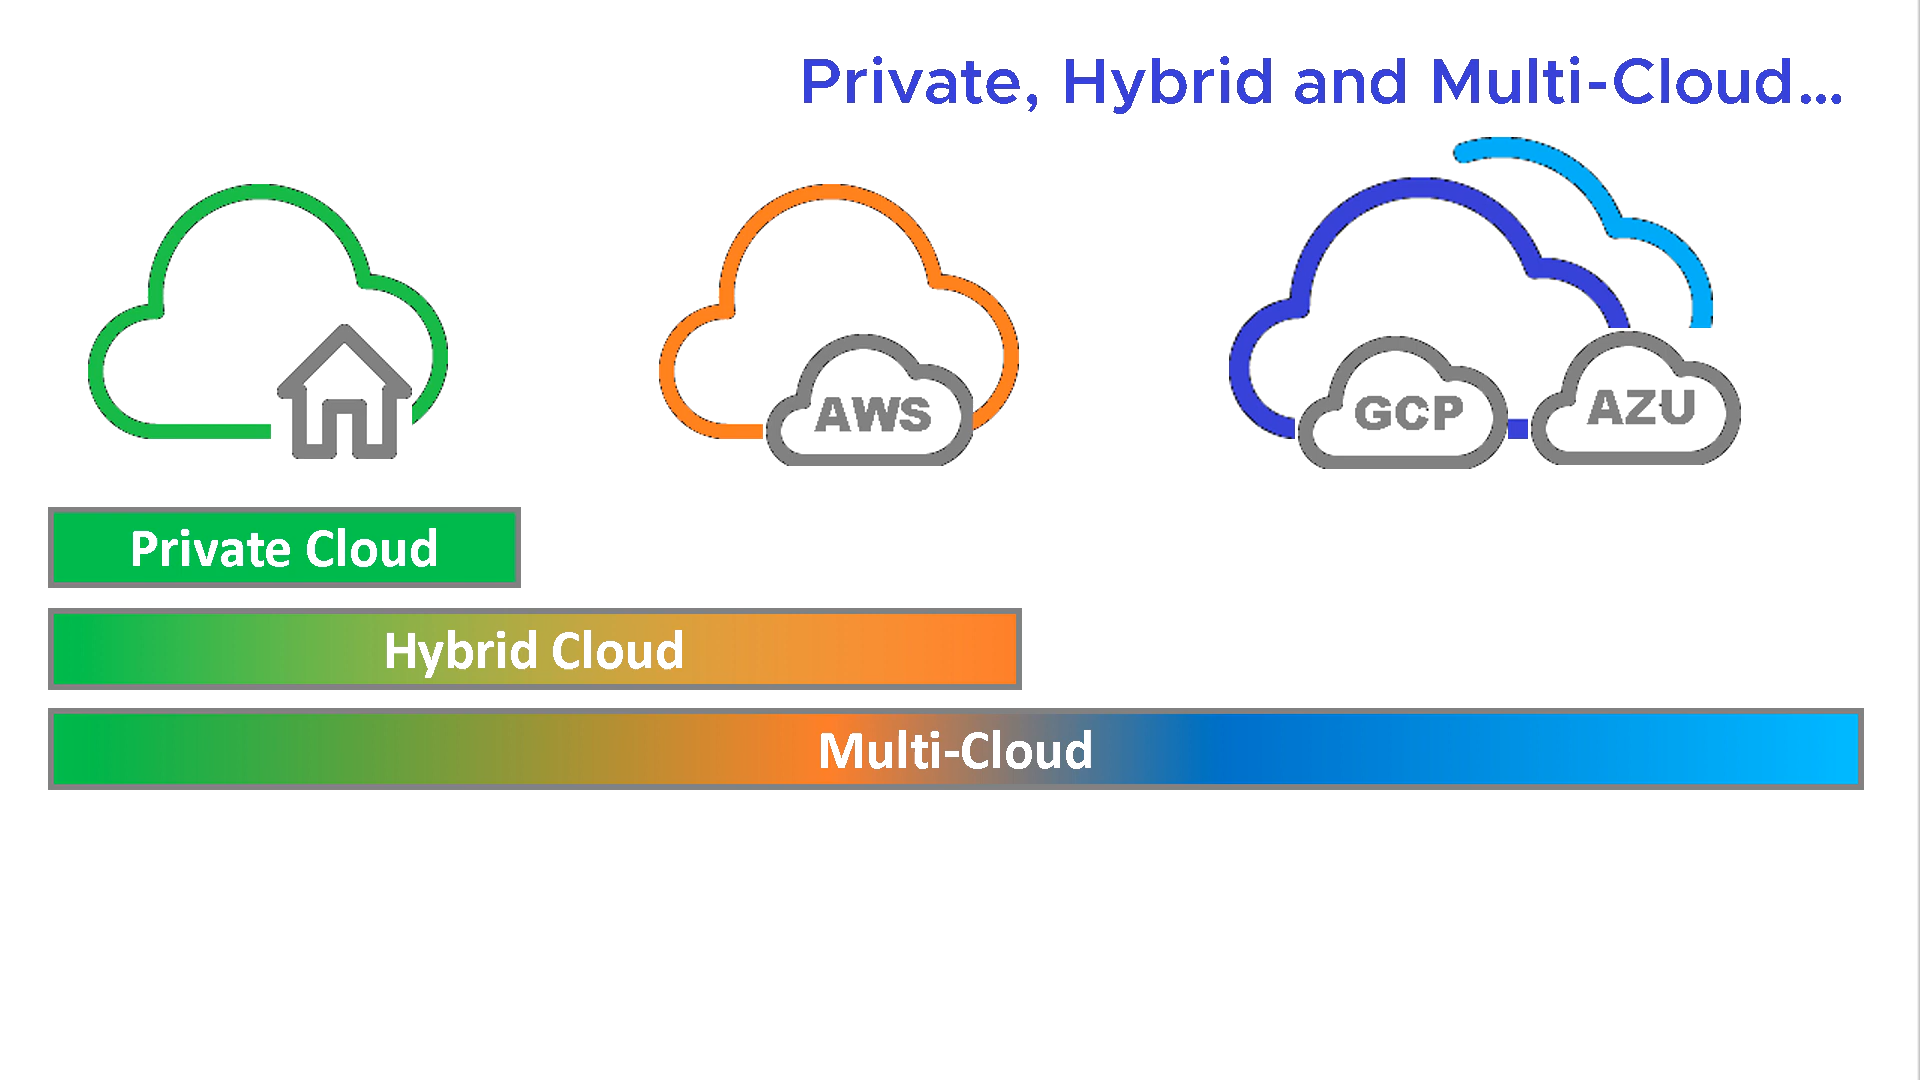 Private, Hybrid and Multi-Cloud...
AWS
GCP
AZU
Private Cloud
Hybrid Cloud
Multi-Cloud